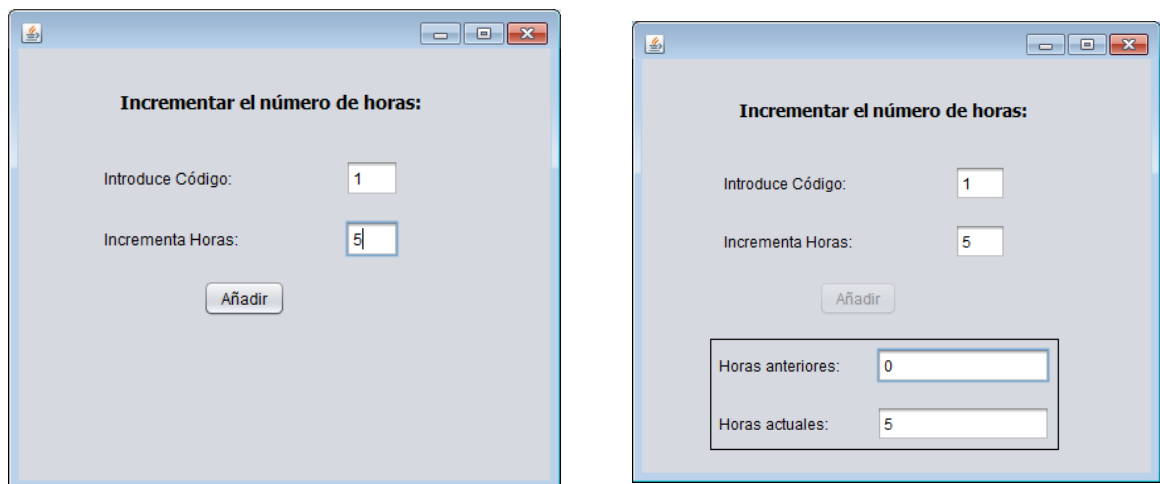 Incrementar el número de horas:
Introduce Código: 1
Incrementa Horas: 5
Añadir
Incrementar el número de horas:
Introduce Código: 1
Incrementa Horas: 5
Añadir
Horas anteriores: 0
Horas actuales: 5